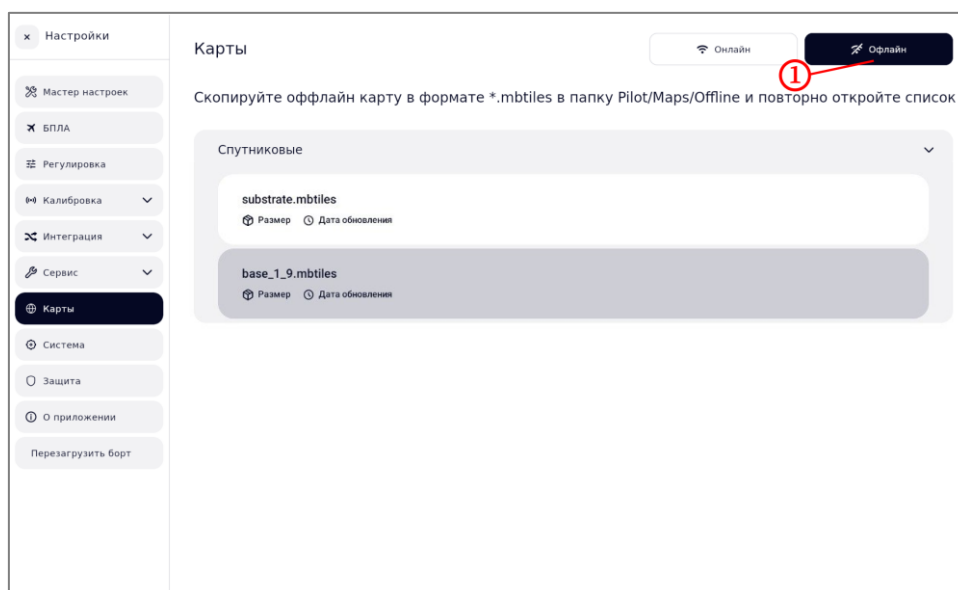 × Настройки
Мастер настроек
БПЛА
Регулировка
Калибровка
Интеграция
Сервис
Карты
Система
Защита
О приложении
Перезагрузить борт
Карты
Онлайн
Офлайн
1
Скопируйте оффлайн карту в формате *.mbtiles в папку Pilot/Maps/Offline и повторно откройте список
Спутниковые
substrate.mbtiles
Размер Дата обновления
base_1_9.mbtiles
Размер Дата обновления